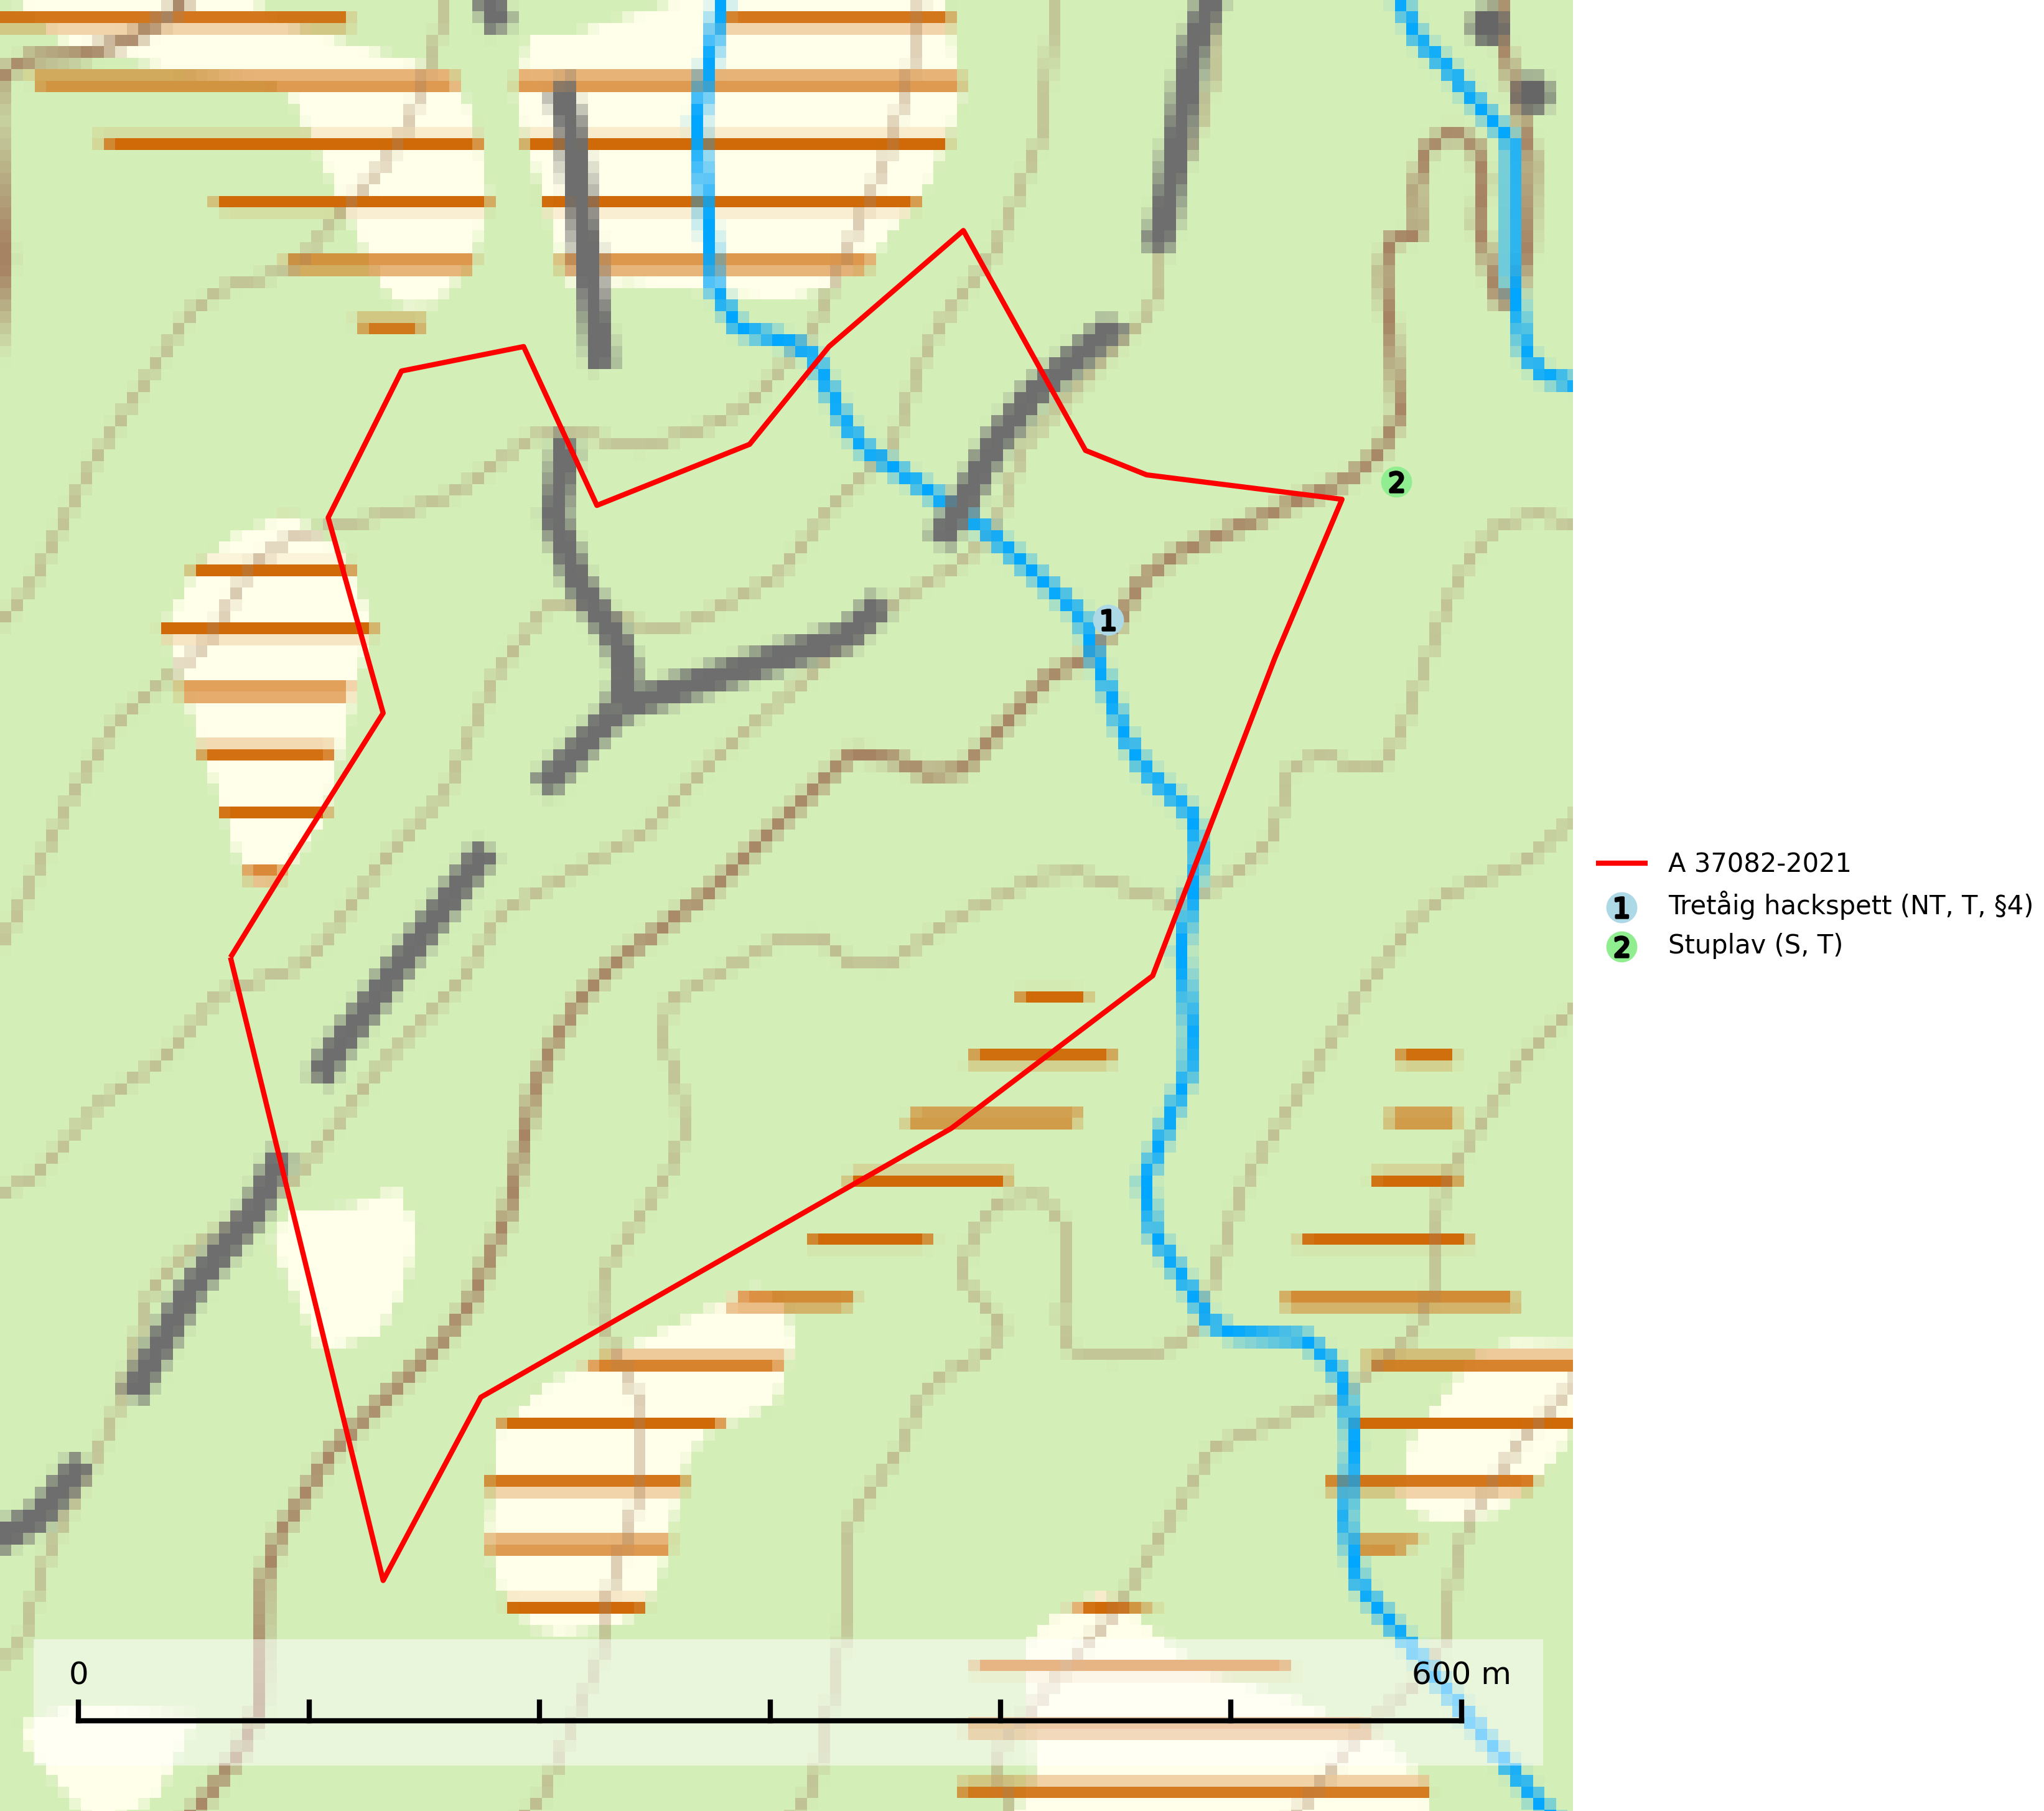 2
1
A 37082-2021
1 Tretåig hackspett (NT, T, §4)
2 Stuplav (S, T)
0 600 m